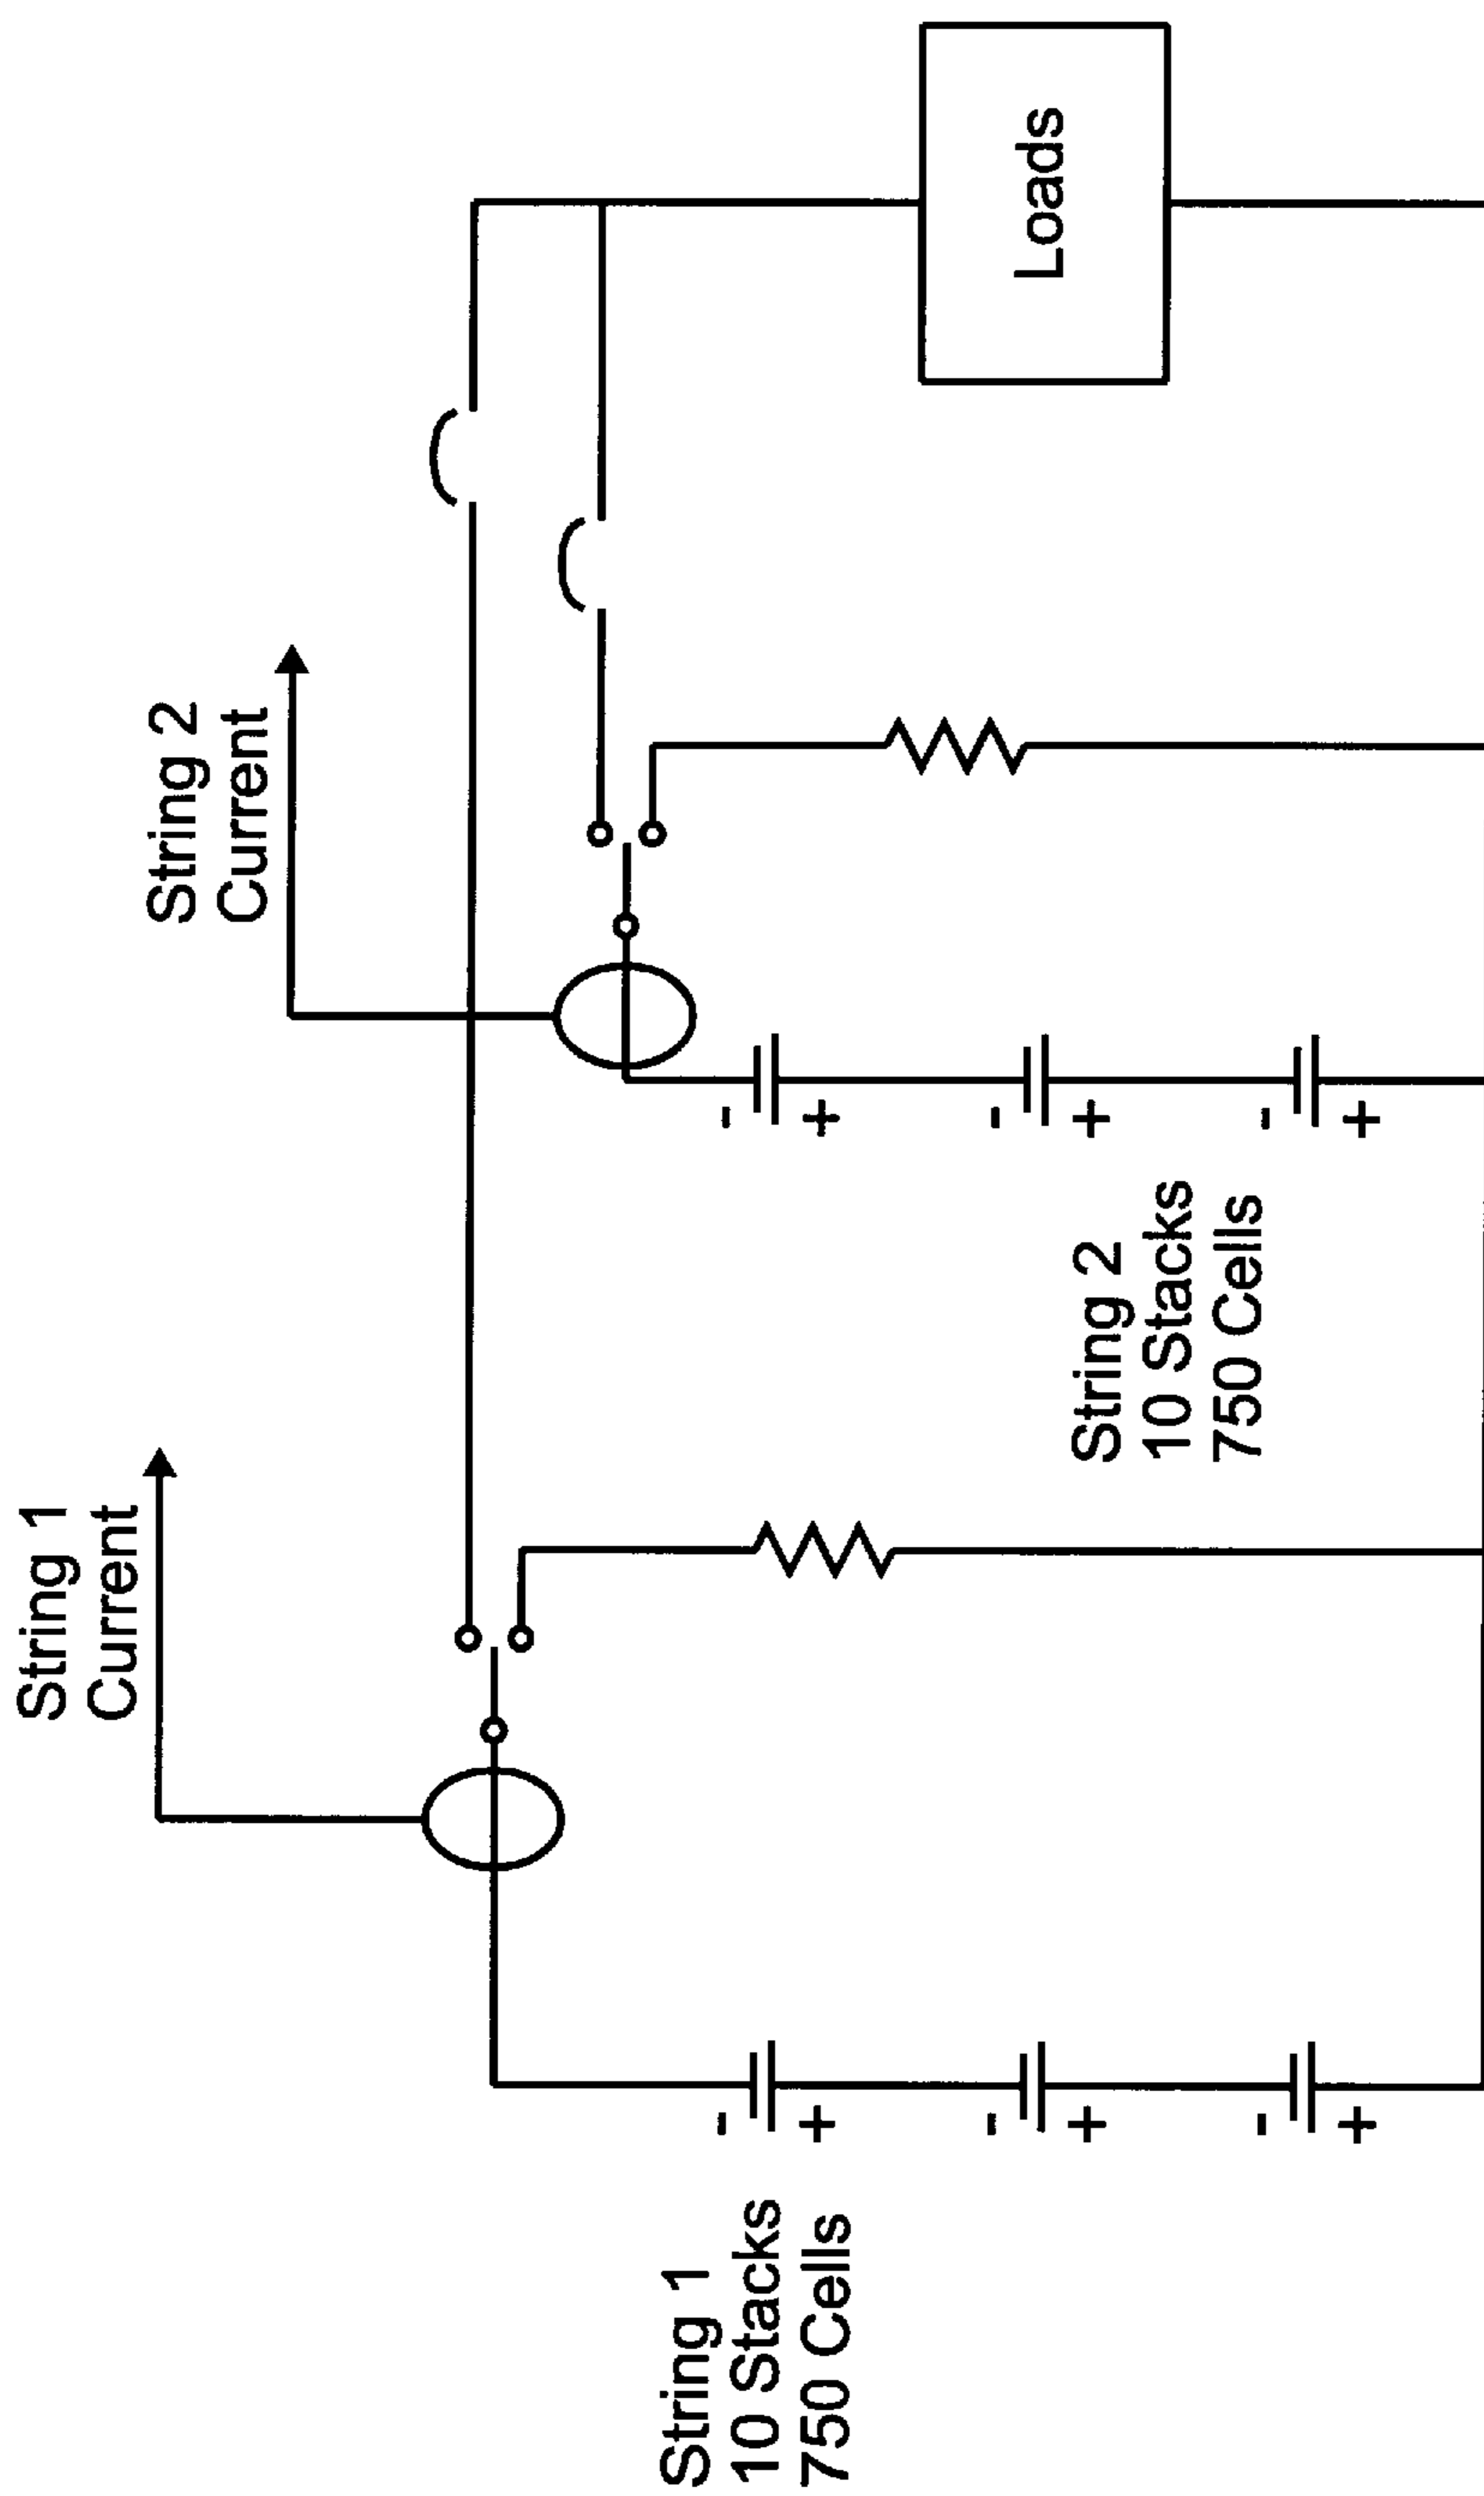 String 1
Current
String 2
Current
Loads
String 1
10 Stacks
750 Cells
-
+
-
+
-
+
String 2
10 Stacks
750 Cells
-
+
-
+
-
+